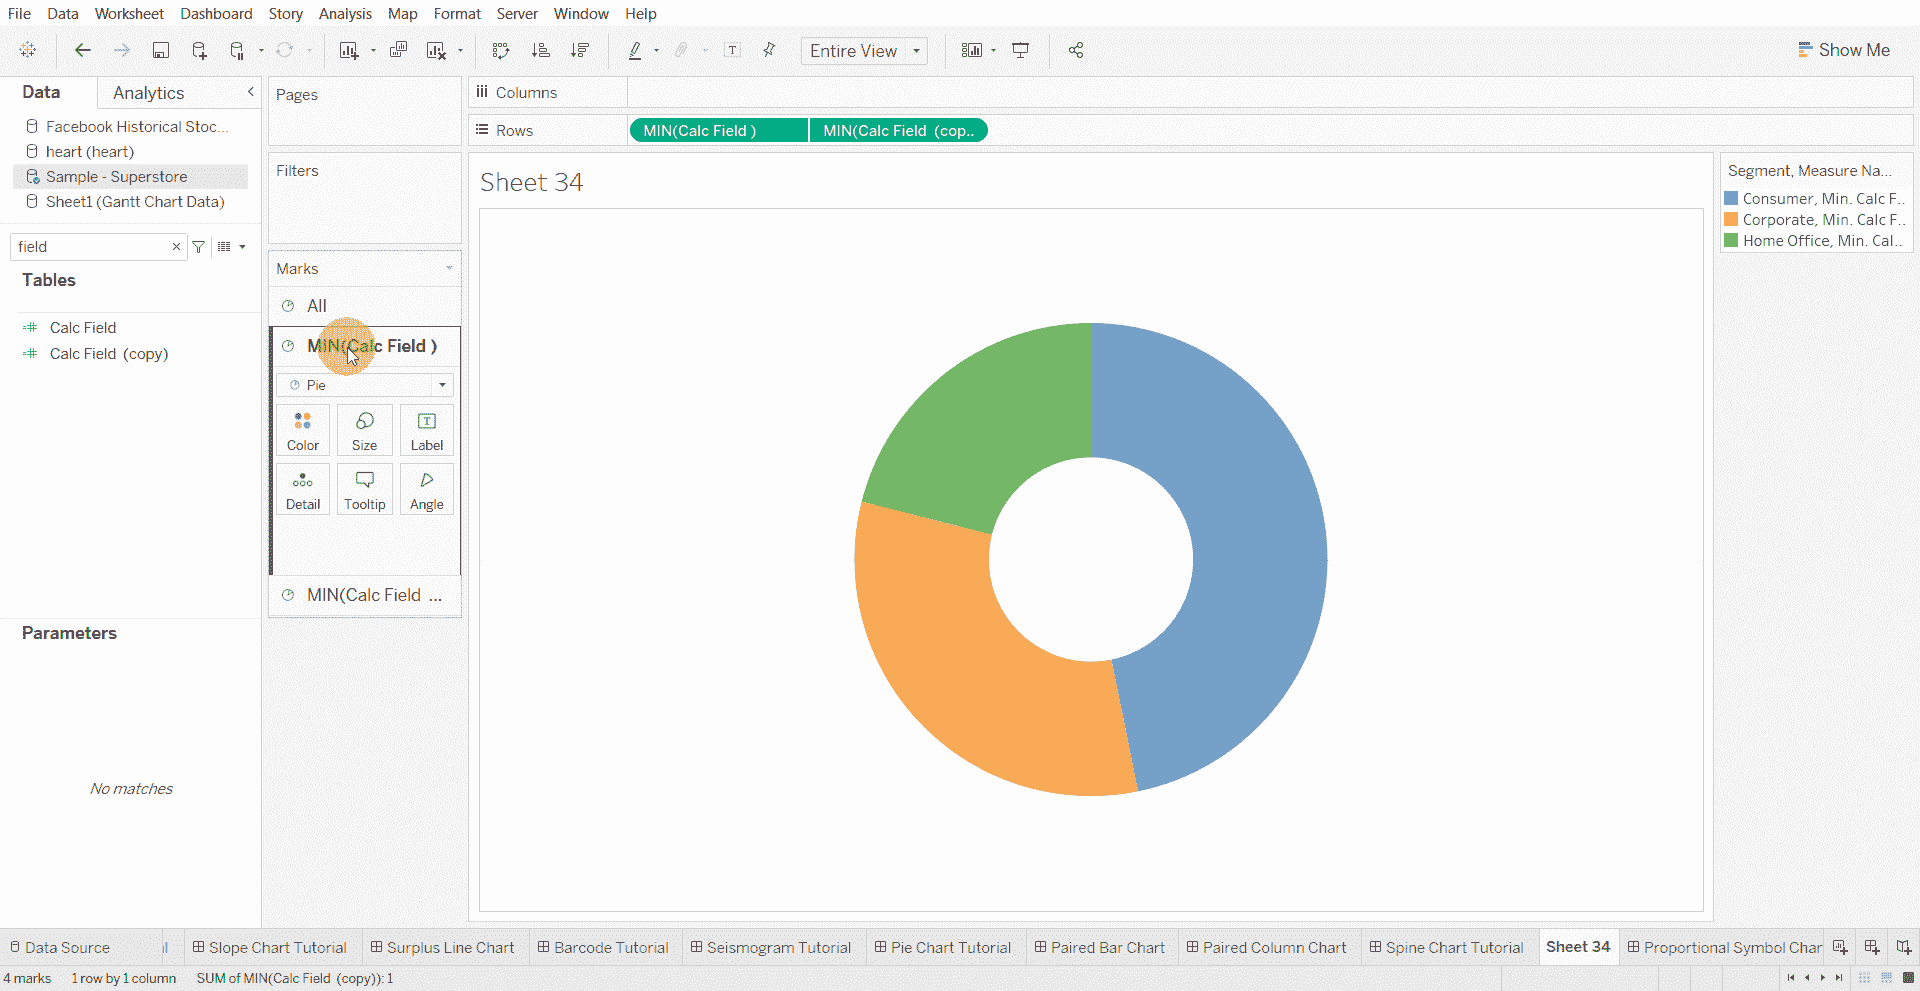 File Data Worksheet Dashboard Story Analysis Map Format Server Window Help
Entire View
Show Me
Data Analytics
Facebook Historical Stoc...
heart (heart)
Sample - Superstore
Sheet1 (Gantt Chart Data)
field
Tables
Calc Field
Calc Field (copy)
Parameters
No matches
Pages
Filters
Marks
All
MIN(Calc Field )
Pie
Color Size Label
Detail Tooltip Angle
MIN(Calc Field ...
Columns
Rows MIN(Calc Field ) MIN(Calc Field (cop..
Sheet 34
Segment, Measure Na...
Consumer, Min. Calc F..
Corporate, Min. Calc F..
Home Office, Min. Cal..
Data Source Slope Chart Tutorial Surplus Line Chart Barcode Tutorial Seismogram Tutorial Pie Chart Tutorial Paired Bar Chart Paired Column Chart Spine Chart Tutorial Sheet 34 Proportional Symbol Char
4 marks 1 row by 1 column SUM of MIN(Calc Field (copy)): 1